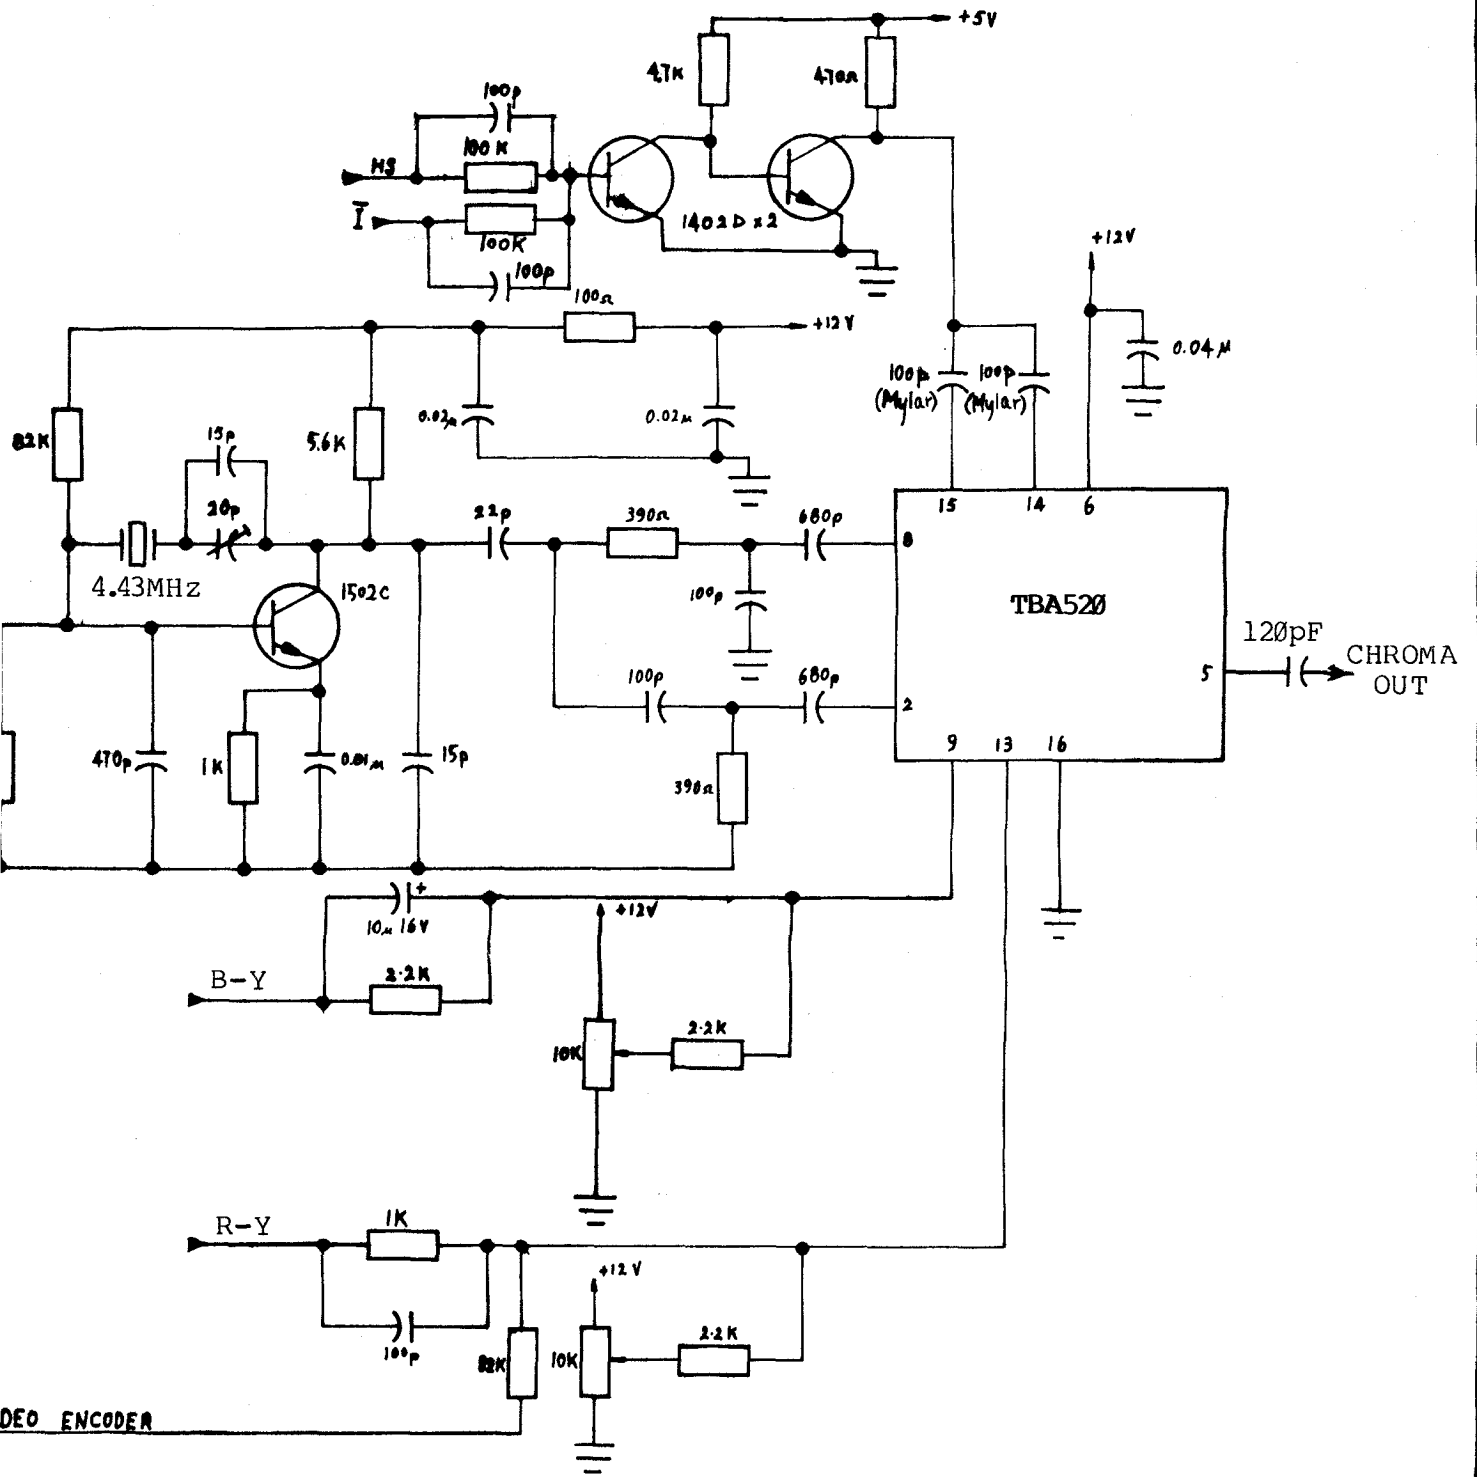 +5V
4.7K
470Ω
100p
100K
HS
Ī
100K
100p
1402D x2
+12V
100Ω
+12V
0.04µ
100p
(Mylar)
100p
(Mylar)
82K
15p
5.6K
0.02µ
0.02µ
20p
22p
390Ω
680p
15
14
6
8
4.43MHz
1502C
100p
TBA520
120pF
CHROMA
OUT
5
100p
680p
2
9
13
16
470p
1K
0.01µ
15p
390Ω
10µ 16V
+
+12V
B-Y
2.2K
10K
2.2K
R-Y
1K
+12V
100p
82K
10K
2.2K
DEO ENCODER